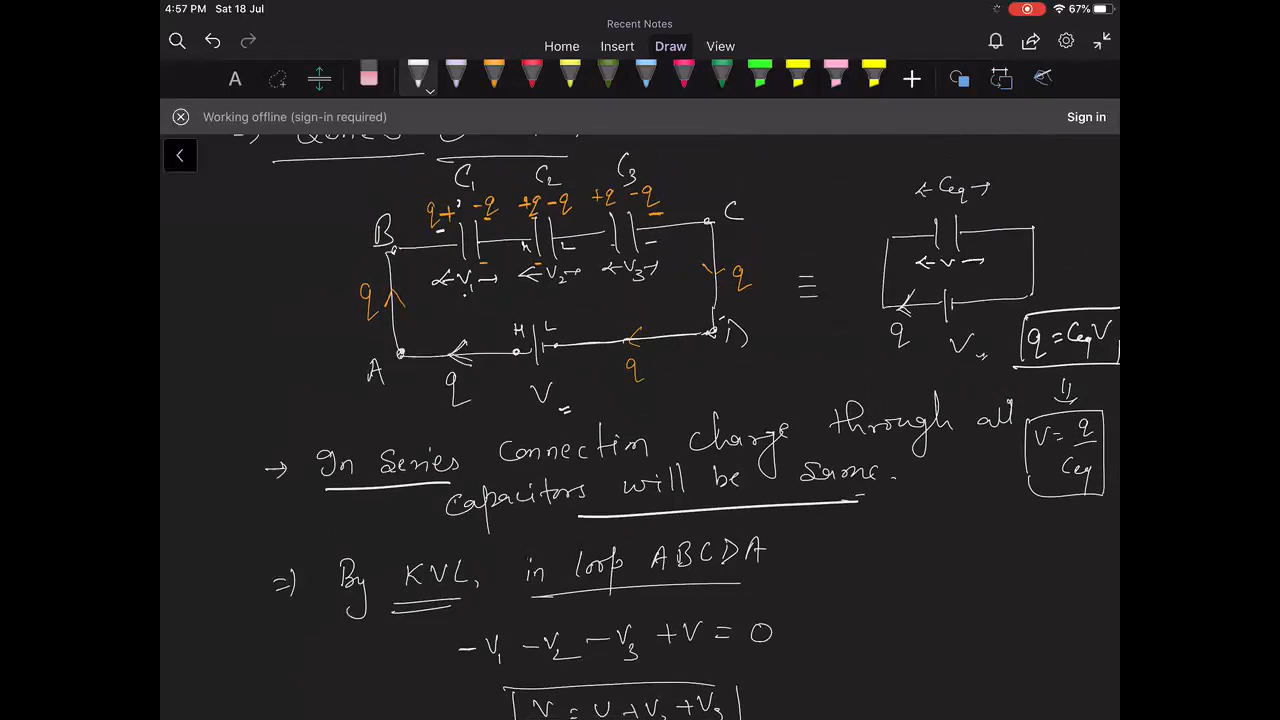 4:57 PM Sat 18 Jul
67%
Recent Notes
Home Insert Draw View
A
Working offline (sign-in required)
Sign in
C₁ C₂ C₃
q+ -q +q -q +q -q
B C
V₁ H L V₂ V₃
q q
H L
A D
q V q
≡
Ceq
V
q V
q = CeqV
⇓
V = q/Ceq
→ In series connection charge through all
capacitors will be same.
⇒ By KVL, in loop ABCDA
-V₁ -V₂ -V₃ +V = 0
V = V +V₂ +V₃